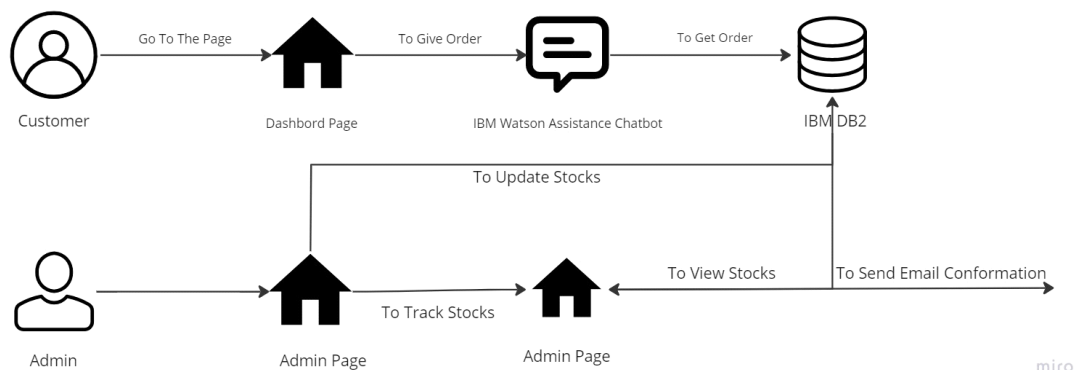 Go To The Page
To Give Order
To Get Order
Customer
Dashbord Page
IBM Watson Assistance Chatbot
IBM DB2
To Update Stocks
To View Stocks
To Send Email Conformation
To Track Stocks
Admin
Admin Page
Admin Page
miro